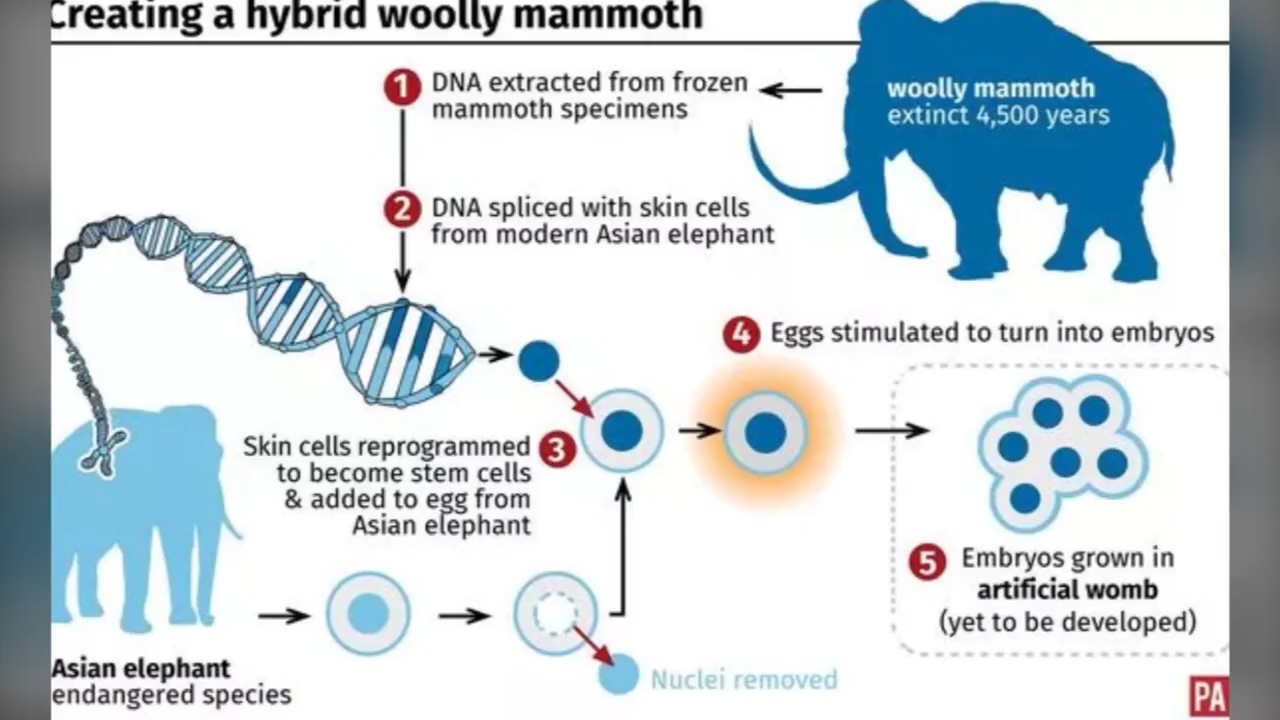 Creating a hybrid woolly mammoth
1 DNA extracted from frozen
mammoth specimens
woolly mammoth
extinct 4,500 years
2 DNA spliced with skin cells
from modern Asian elephant
4 Eggs stimulated to turn into embryos
Skin cells reprogrammed
to become stem cells
& added to egg from
Asian elephant
3
5 Embryos grown in
artificial womb
(yet to be developed)
Asian elephant
endangered species
Nuclei removed
PA